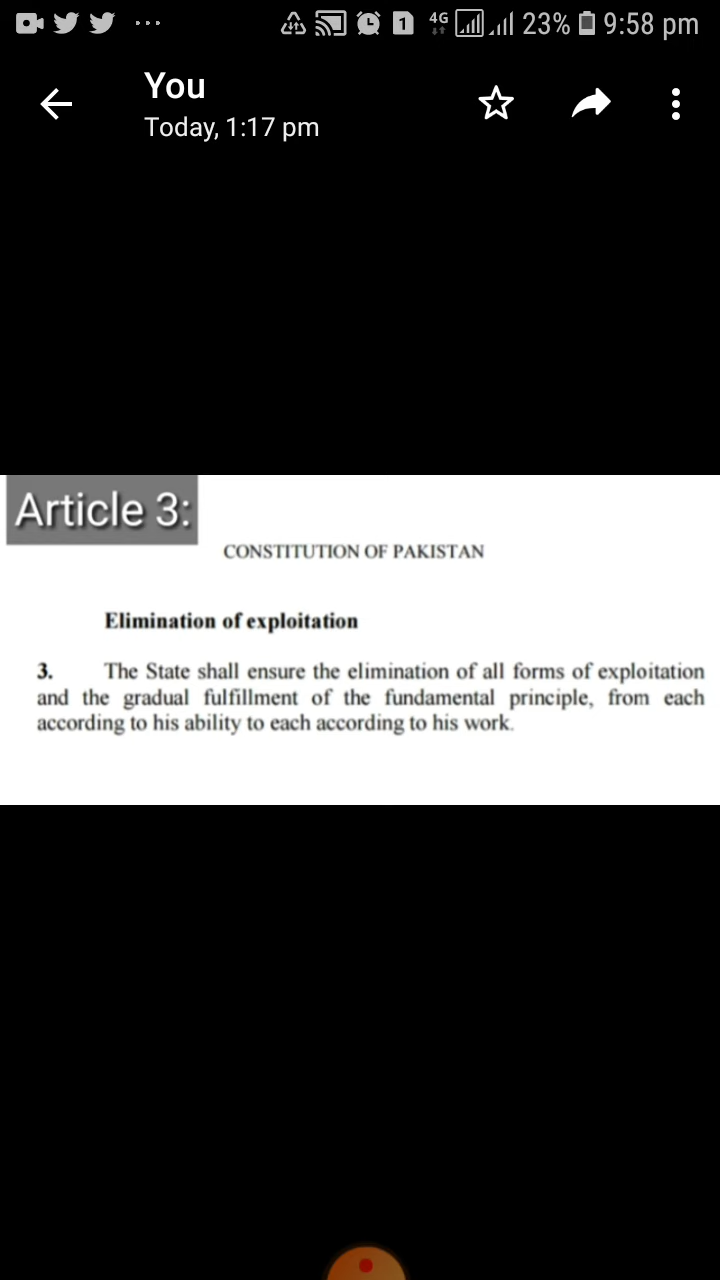 4G 23% 9:58 pm
You
Today, 1:17 pm
Article 3:
CONSTITUTION OF PAKISTAN
Elimination of exploitation
3. The State shall ensure the elimination of all forms of exploitation
and the gradual fulfillment of the fundamental principle, from each
according to his ability to each according to his work.